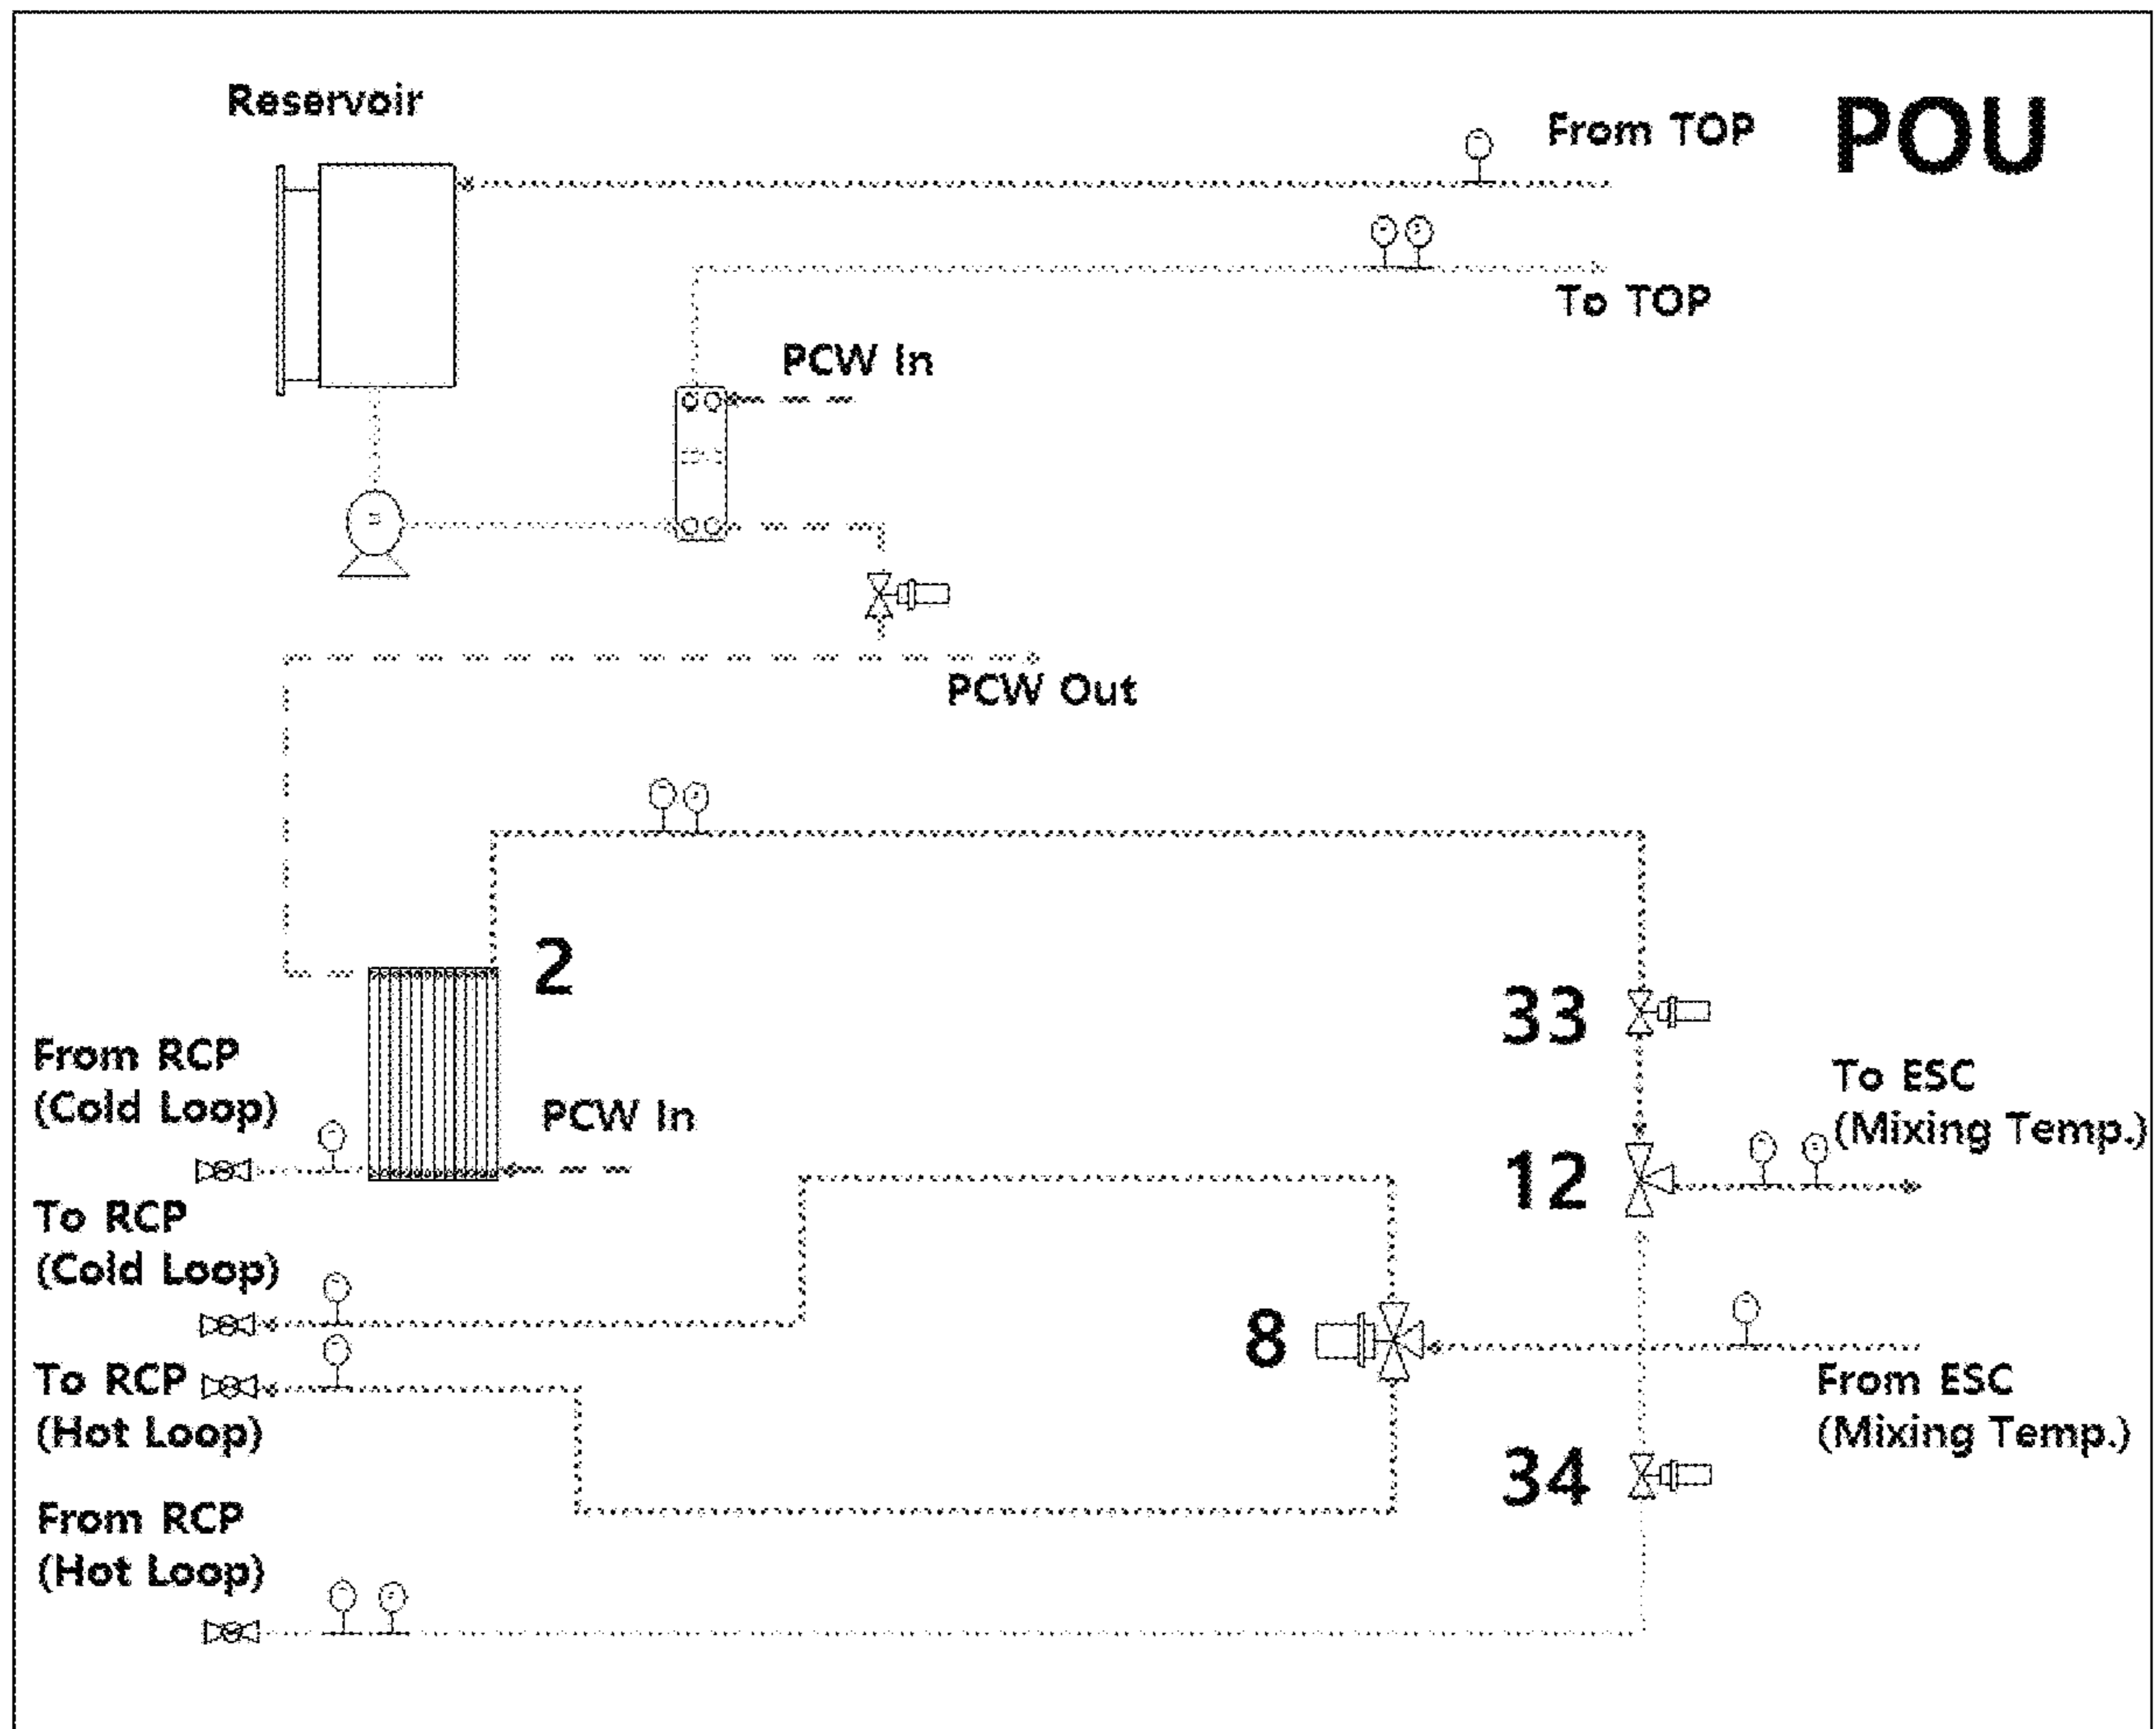 Reservoir
From TOP
POU
To TOP
PCW In
PCW Out
2
33
From RCP
(Cold Loop)
PCW In
To ESC
(Mixing Temp.)
12
To RCP
(Cold Loop)
8
To RCP
(Hot Loop)
From ESC
(Mixing Temp.)
34
From RCP
(Hot Loop)